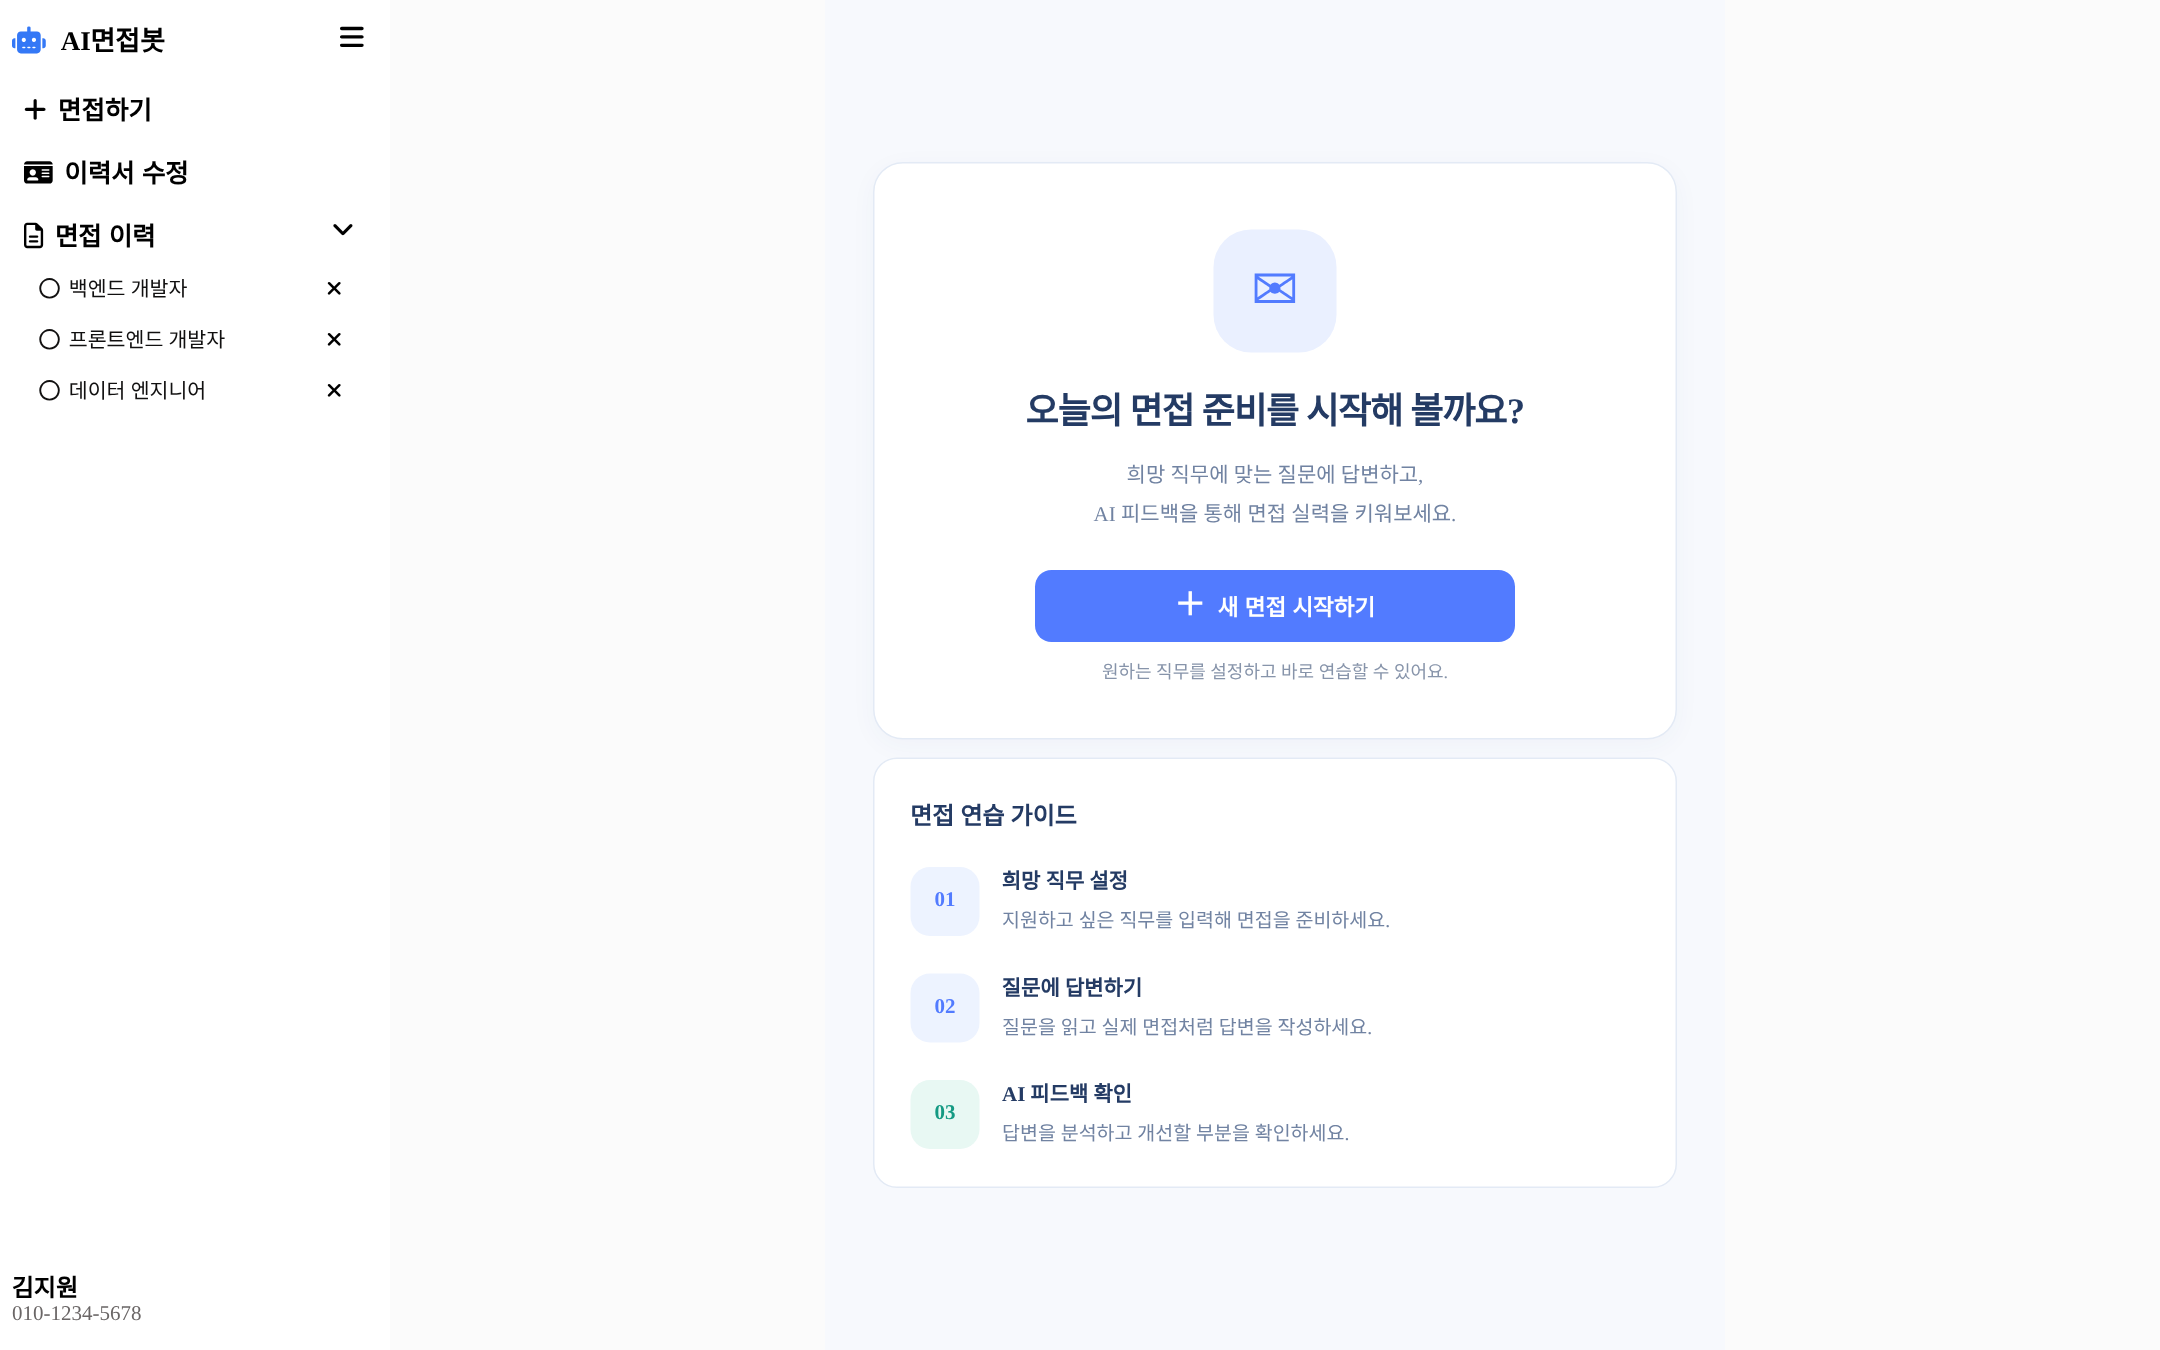 AI면접봇
면접하기
이력서 수정
면접 이력
백엔드 개발자
프론트엔드 개발자
데이터 엔지니어
김지원
010-1234-5678
오늘의 면접 준비를 시작해 볼까요?
희망 직무에 맞는 질문에 답변하고,
AI 피드백을 통해 면접 실력을 키워보세요.
새 면접 시작하기
원하는 직무를 설정하고 바로 연습할 수 있어요.
면접 연습 가이드
01
희망 직무 설정
지원하고 싶은 직무를 입력해 면접을 준비하세요.
02
질문에 답변하기
질문을 읽고 실제 면접처럼 답변을 작성하세요.
03
AI 피드백 확인
답변을 분석하고 개선할 부분을 확인하세요.